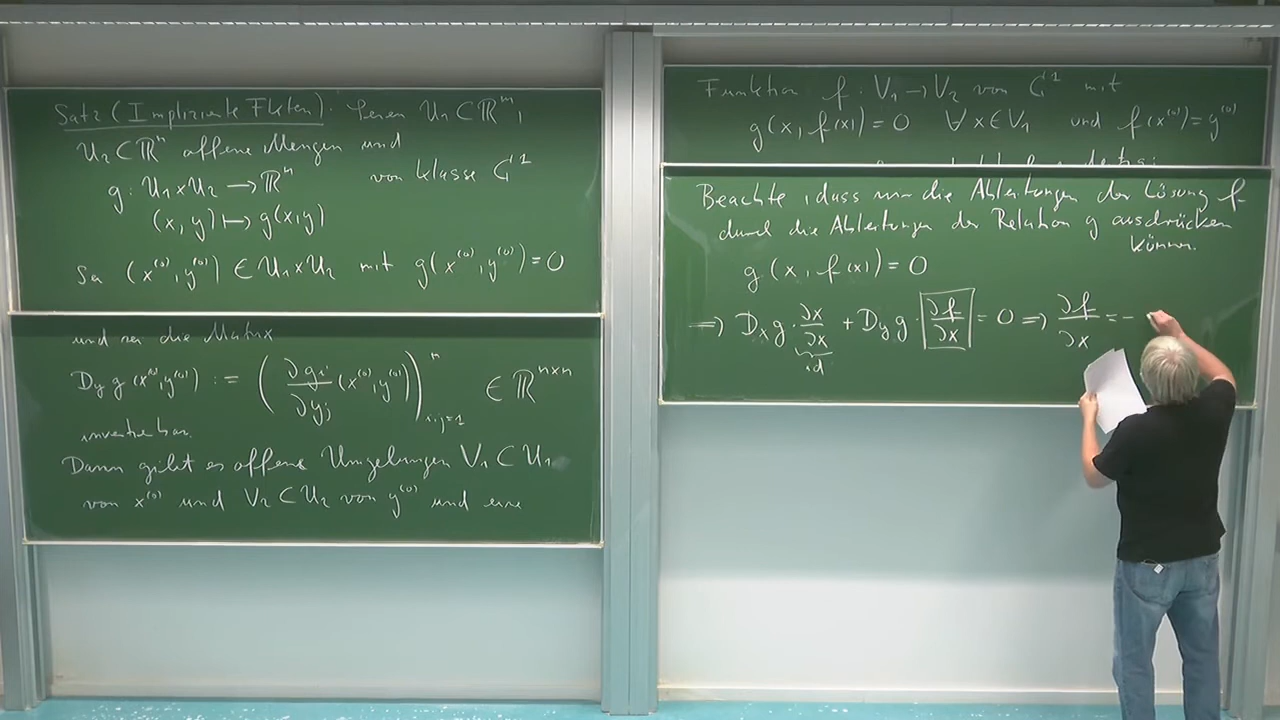 Satz (Implizite Fkten). Seien U₁ ⊂ ℝᵐ,
U₂ ⊂ ℝⁿ offene Mengen und
g : U₁ × U₂ → ℝⁿ von Klasse C¹
(x, y) ↦ g(x,y)
Sei (x⁽⁰⁾, y⁽⁰⁾) ∈ U₁ × U₂ mit g(x⁽⁰⁾, y⁽⁰⁾) = 0
und sei die Matrix
D_y g (x⁽⁰⁾, y⁽⁰⁾) := (∂g_i/∂y_j (x⁽⁰⁾, y⁽⁰⁾))ⁿ_{i,j=1} ∈ ℝⁿˣⁿ
invertierbar.
Dann gibt es offene Umgebungen V₁ ⊂ U₁
von x⁽⁰⁾ und V₂ ⊂ U₂ von y⁽⁰⁾ und eine
Funktion f : V₁ → V₂ von C¹ mit
g(x, f(x)) = 0 ∀ x ∈ V₁ und f(x⁽⁰⁾) = y⁽⁰⁾
Beachte, dass wir die Ableitungen der Lösung f
durch die Ableitungen der Relation g ausdrücken
können.
g(x, f(x)) = 0
⇒ D_x g · ∂x/∂x + D_y g · ∂f/∂x = 0 ⇒ ∂f/∂x = -
id